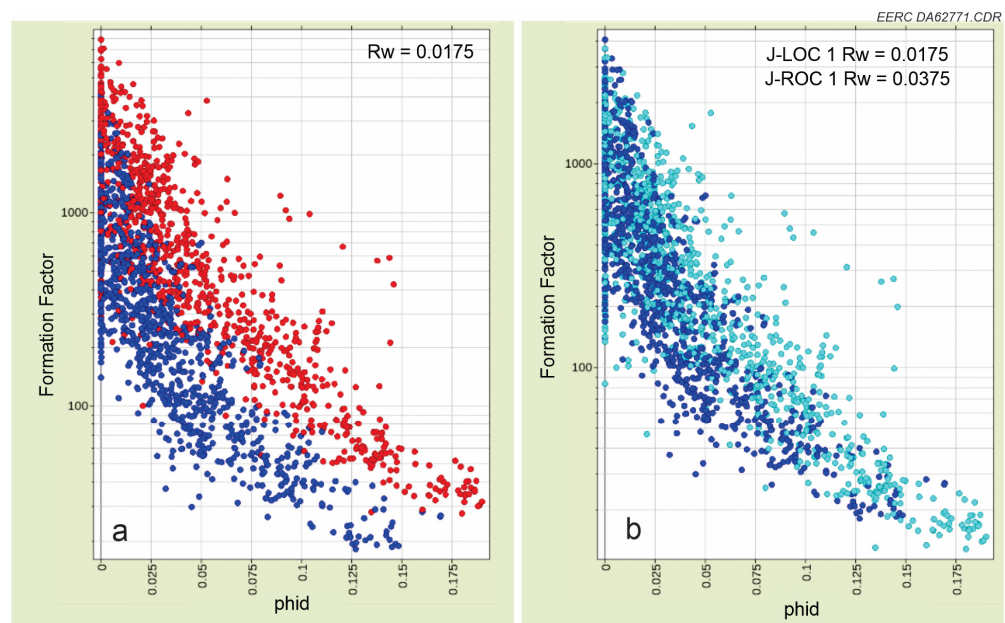 EERC DA62771.CDR
Rw = 0.0175
1000
100
Formation Factor
a
0
0.025
0.05
0.075
0.1
0.125
0.15
0.175
phid
J-LOC 1 Rw = 0.0175
J-ROC 1 Rw = 0.0375
1000
100
Formation Factor
b
0
0.025
0.05
0.075
0.1
0.125
0.15
0.175
phid